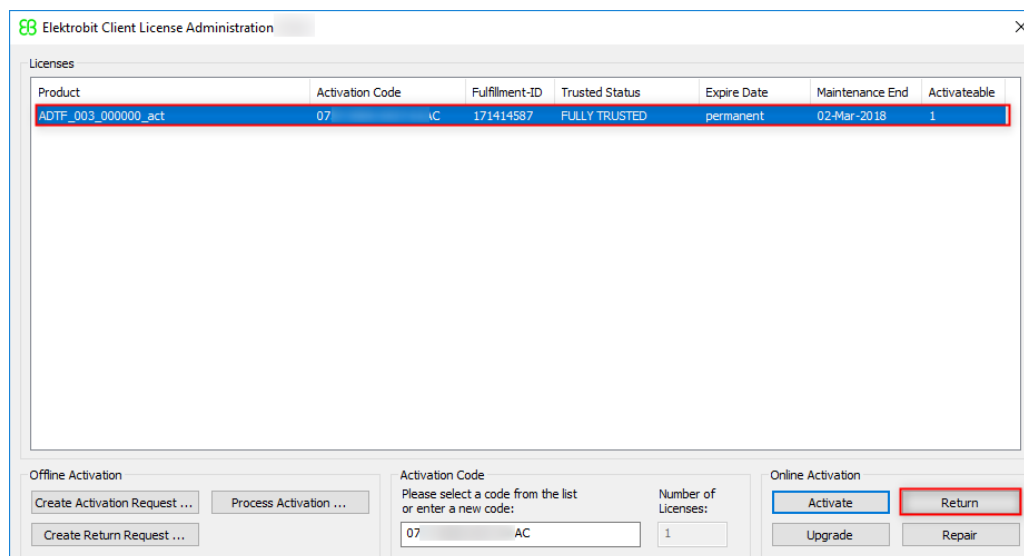 Elektrobit Client License Administration
Licenses
Product Activation Code Fulfillment-ID Trusted Status Expire Date Maintenance End Activateable
ADTF_003_000000_act 07 AC 171414587 FULLY TRUSTED permanent 02-Mar-2018 1
Offline Activation
Create Activation Request ... Process Activation ...
Create Return Request ...
Activation Code
Please select a code from the list
or enter a new code:
07 AC
Number of
Licenses:
1
Online Activation
Activate Return
Upgrade Repair